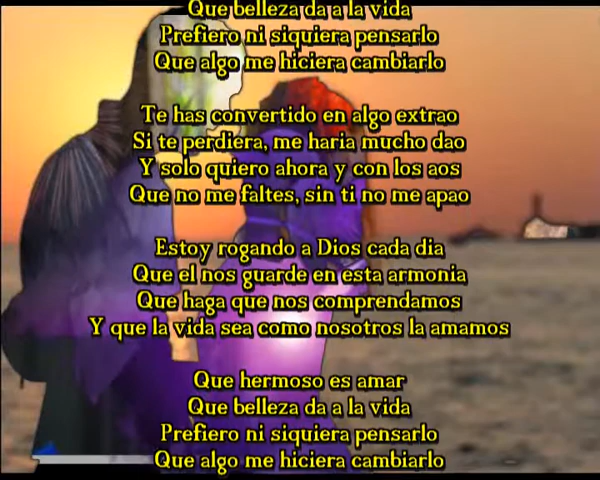 Que belleza da a la vida
Prefiero ni siquiera pensarlo
Que algo me hiciera cambiarlo
Te has convertido en algo extrao
Si te perdiera, me haria mucho dao
Y solo quiero ahora y con los aos
Que no me faltes, sin ti no me apao
Estoy rogando a Dios cada dia
Que el nos guarde en esta armonia
Que haga que nos comprendamos
Y que la vida sea como nosotros la amamos
Que hermoso es amar
Que belleza da a la vida
Prefiero ni siquiera pensarlo
Que algo me hiciera cambiarlo